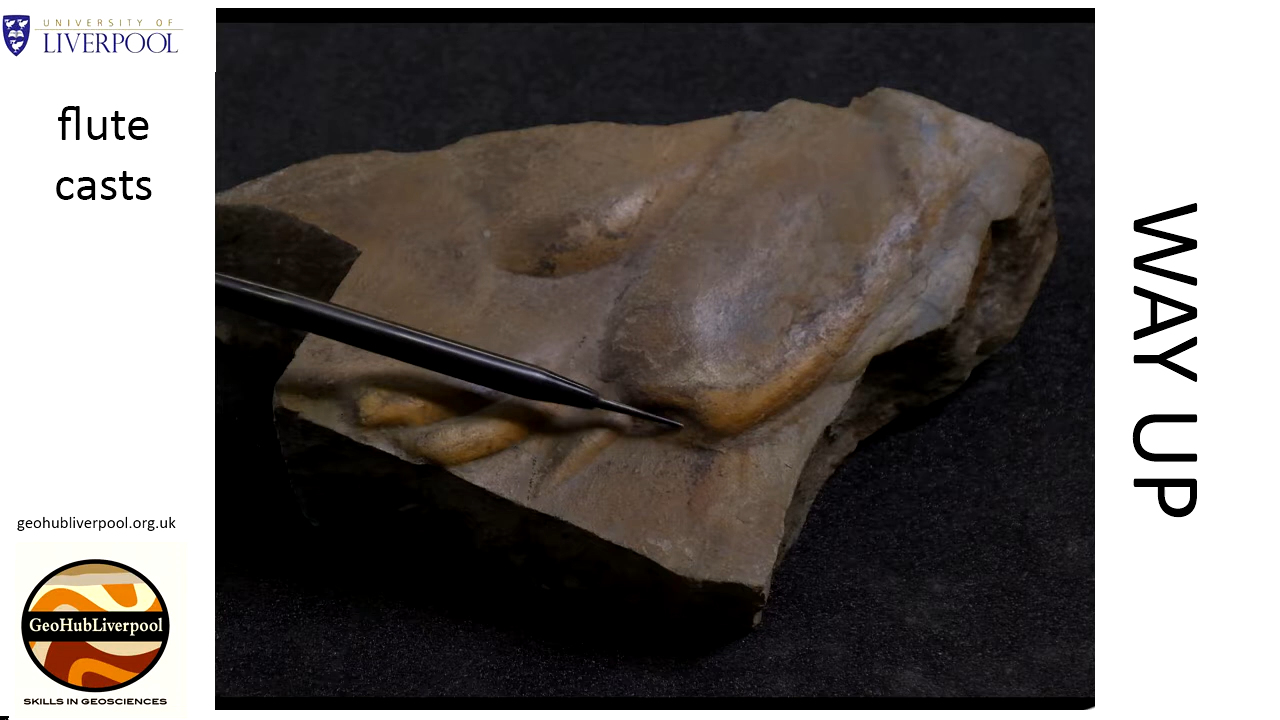 UNIVERSITY OF
LIVERPOOL
flute
casts
WAY UP
geohubliverpool.org.uk
GeoHubLiverpool
SKILLS IN GEOSCIENCES